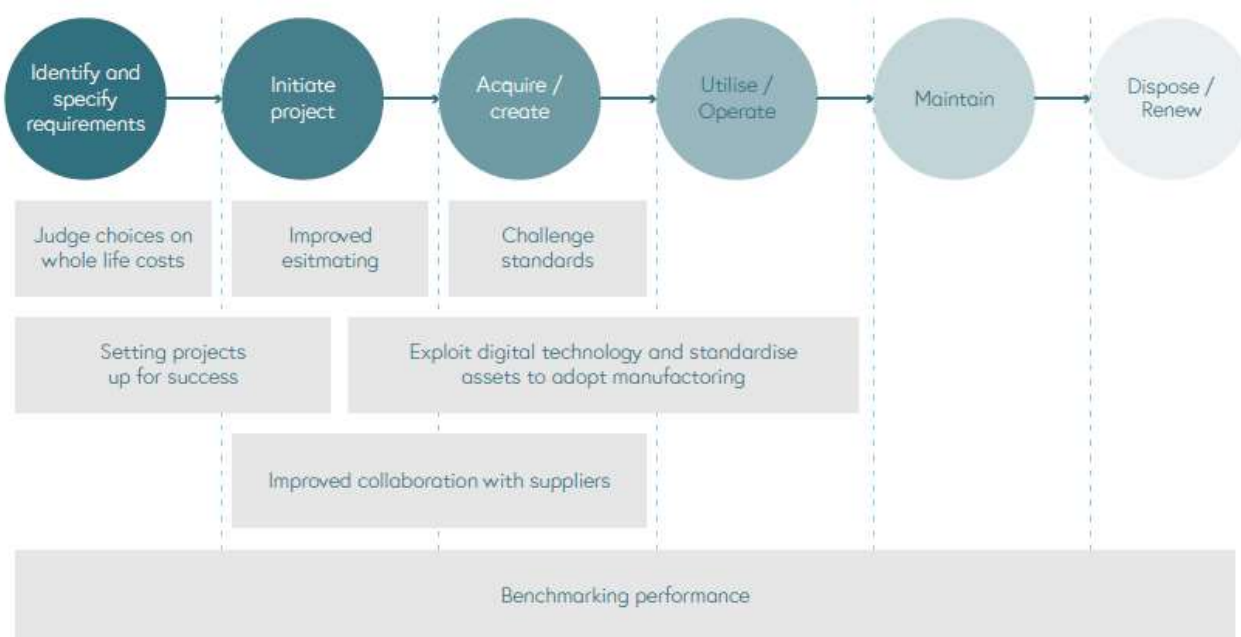 Identify and
specify
requirements
Initiate
project
Acquire /
create
Utilise /
Operate
Maintain
Dispose /
Renew
Judge choices on
whole life costs
Improved
esitmating
Challenge
standards
Setting projects
up for success
Exploit digital technology and standardise
assets to adopt manufactoring
Improved collaboration with suppliers
Benchmarking performance